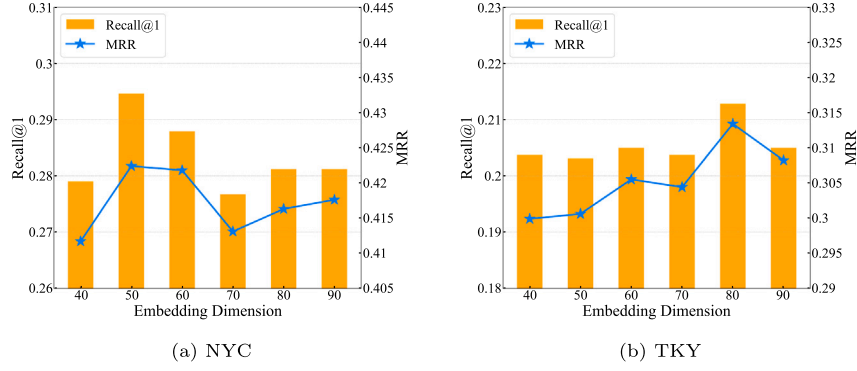 0.31
0.3
0.29
0.28
0.27
0.26
Recall@1
Recall@1
MRR
0.445
0.44
0.435
0.43
0.425
0.42
0.415
0.41
0.405
MRR
40 50 60 70 80 90
Embedding Dimension
(a) NYC
0.23
0.22
0.21
0.2
0.19
0.18
Recall@1
Recall@1
MRR
0.33
0.325
0.32
0.315
0.31
0.305
0.3
0.295
0.29
MRR
40 50 60 70 80 90
Embedding Dimension
(b) TKY